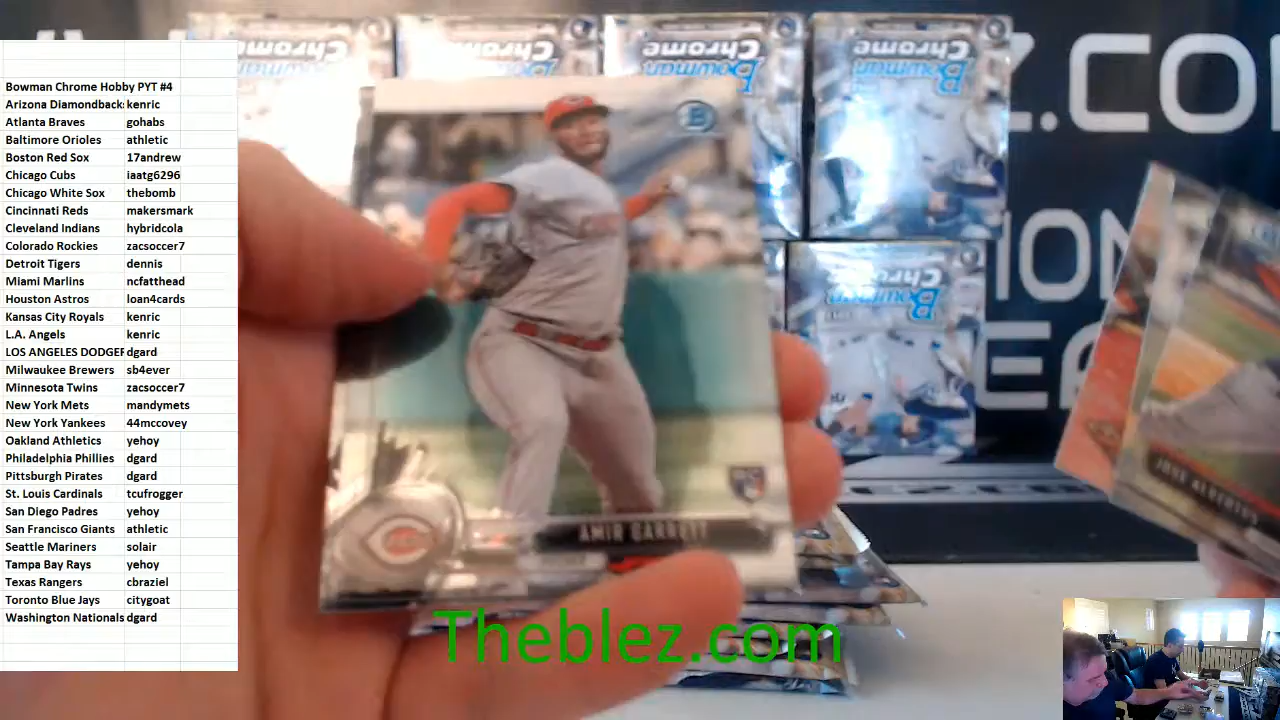 Bowman Chrome Hobby PYT #4
Arizona Diamondback: kenric
Atlanta Braves gohabs
Baltimore Orioles athletic
Boston Red Sox 17andrew
Chicago Cubs iaatg6296
Chicago White Sox thebomb
Cincinnati Reds makersmark
Cleveland Indians hybridcola
Colorado Rockies zacsoccer7
Detroit Tigers dennis
Miami Marlins ncfatthead
Houston Astros loan4cards
Kansas City Royals kenric
L.A. Angels kenric
LOS ANGELES DODGER dgard
Milwaukee Brewers sb4ever
Minnesota Twins zacsoccer7
New York Mets mandymets
New York Yankees 44mccovey
Oakland Athletics yehoy
Philadelphia Phillies dgard
Pittsburgh Pirates dgard
St. Louis Cardinals tcufrogger
San Diego Padres yehoy
San Francisco Giants athletic
Seattle Mariners solair
Tampa Bay Rays yehoy
Texas Rangers cbraziel
Toronto Blue Jays citygoat
Washington Nationals dgard
Bowman Chrome
Bowman Chrome
Bowman Chrome
Bowman Chrome
Bowman Chrome
Z.COM
B
AMIR GARRETT
Theblez.com